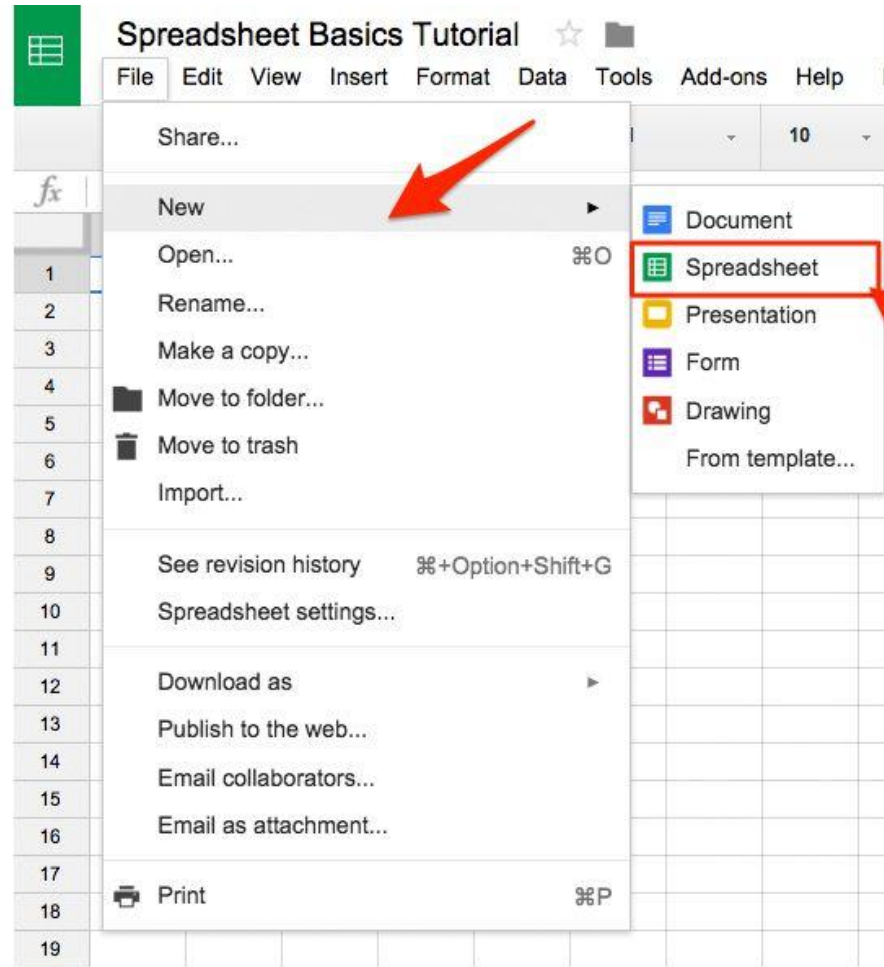 Spreadsheet Basics Tutorial
File Edit View Insert Format Data Tools Add-ons Help
10
fx
Share...
New
Open... ⌘O
Rename...
Make a copy...
Move to folder...
Move to trash
Import...
See revision history ⌘+Option+Shift+G
Spreadsheet settings...
Download as
Publish to the web...
Email collaborators...
Email as attachment...
Print ⌘P
Document
Spreadsheet
Presentation
Form
Drawing
From template...
1
2
3
4
5
6
7
8
9
10
11
12
13
14
15
16
17
18
19